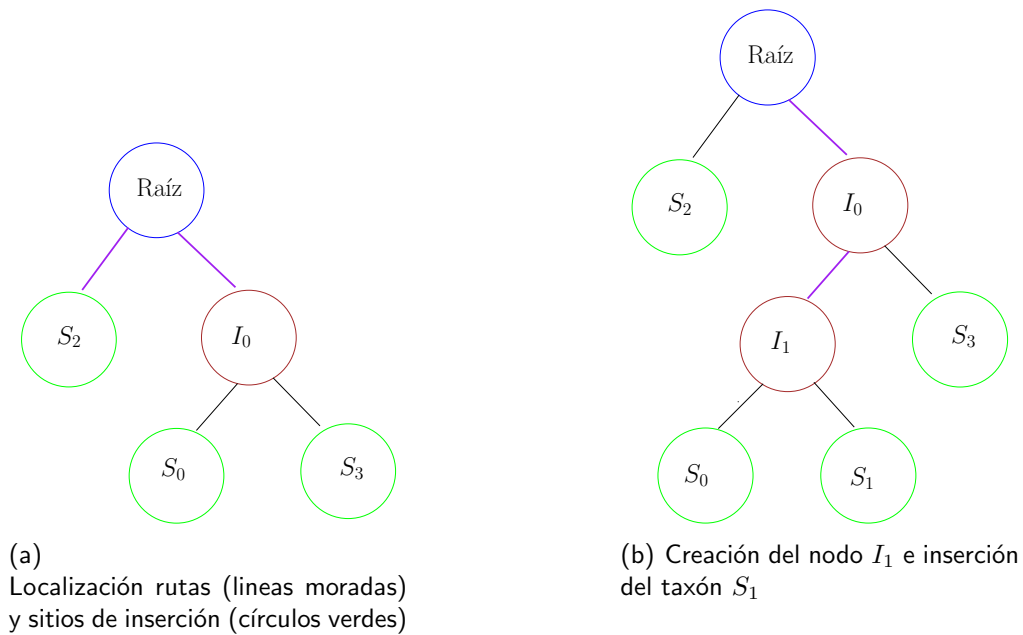 Raíz
S₂
I₀
S₀
S₃
(a)
Localización rutas (lineas moradas)
y sitios de inserción (círculos verdes)
Raíz
S₂
I₀
I₁
S₃
S₀
S₁
(b) Creación del nodo I₁ e inserción
del taxón S₁